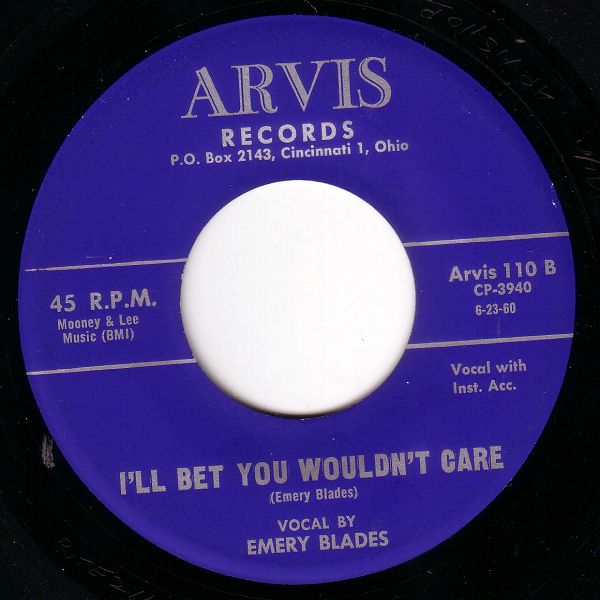 ARVIS
RECORDS
P.O. Box 2143, Cincinnati 1, Ohio
45 R.P.M.
Mooney & Lee
Music (BMI)
Arvis 110 B
CP-3940
6-23-60
Vocal with
Inst. Acc.
I'LL BET YOU WOULDN'T CARE
(Emery Blades)
VOCAL BY
EMERY BLADES